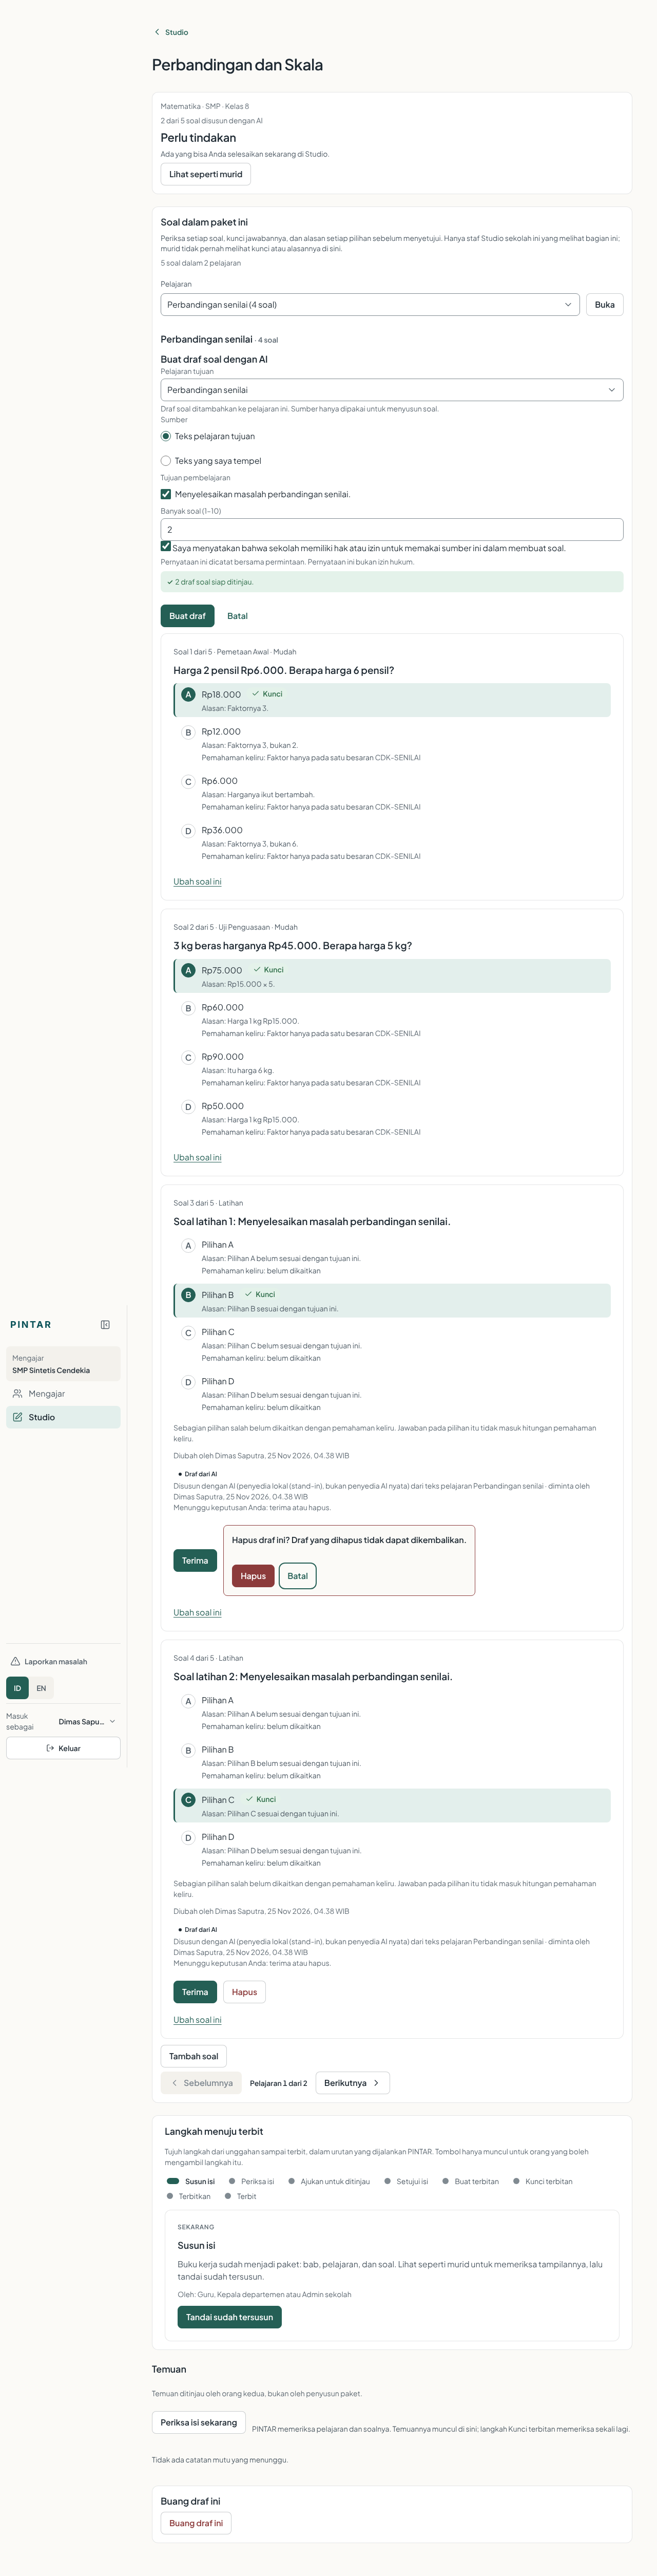 Studio
Perbandingan dan Skala
Matematika · SMP · Kelas 8
2 dari 5 soal disusun dengan AI
Perlu tindakan
Ada yang bisa Anda selesaikan sekarang di Studio.
Lihat seperti murid
Soal dalam paket ini
Periksa setiap soal, kunci jawabannya, dan alasan setiap pilihan sebelum menyetujui. Hanya staf Studio sekolah ini yang melihat bagian ini;
murid tidak pernah melihat kunci atau alasannya di sini.
5 soal dalam 2 pelajaran
Pelajaran
Perbandingan senilai (4 soal)
Buka
Perbandingan senilai · 4 soal
Buat draf soal dengan AI
Pelajaran tujuan
Perbandingan senilai
Draf soal ditambahkan ke pelajaran ini. Sumber hanya dipakai untuk menyusun soal.
Sumber
Teks pelajaran tujuan
Teks yang saya tempel
Tujuan pembelajaran
Menyelesaikan masalah perbandingan senilai.
Banyak soal (1–10)
2
Saya menyatakan bahwa sekolah memiliki hak atau izin untuk memakai sumber ini dalam membuat soal.
Pernyataan ini dicatat bersama permintaan. Pernyataan ini bukan izin hukum.
✓ 2 draf soal siap ditinjau.
Buat draf
Batal
Soal 1 dari 5 · Pemetaan Awal · Mudah
Harga 2 pensil Rp6.000. Berapa harga 6 pensil?
A Rp18.000 ✓ Kunci
Alasan: Faktornya 3.
B Rp12.000
Alasan: Faktornya 3, bukan 2.
Pemahaman keliru: Faktor hanya pada satu besaran CDK-SENILAI
C Rp6.000
Alasan: Harganya ikut bertambah.
Pemahaman keliru: Faktor hanya pada satu besaran CDK-SENILAI
D Rp36.000
Alasan: Faktornya 3, bukan 6.
Pemahaman keliru: Faktor hanya pada satu besaran CDK-SENILAI
Ubah soal ini
Soal 2 dari 5 · Uji Penguasaan · Mudah
3 kg beras harganya Rp45.000. Berapa harga 5 kg?
A Rp75.000 ✓ Kunci
Alasan: Rp15.000 × 5.
B Rp60.000
Alasan: Harga 1 kg Rp15.000.
Pemahaman keliru: Faktor hanya pada satu besaran CDK-SENILAI
C Rp90.000
Alasan: Itu harga 6 kg.
Pemahaman keliru: Faktor hanya pada satu besaran CDK-SENILAI
D Rp50.000
Alasan: Harga 1 kg Rp15.000.
Pemahaman keliru: Faktor hanya pada satu besaran CDK-SENILAI
Ubah soal ini
Soal 3 dari 5 · Latihan
Soal latihan 1: Menyelesaikan masalah perbandingan senilai.
A Pilihan A
Alasan: Pilihan A belum sesuai dengan tujuan ini.
Pemahaman keliru: belum dikaitkan
B Pilihan B ✓ Kunci
Alasan: Pilihan B sesuai dengan tujuan ini.
C Pilihan C
Alasan: Pilihan C belum sesuai dengan tujuan ini.
Pemahaman keliru: belum dikaitkan
D Pilihan D
Alasan: Pilihan D belum sesuai dengan tujuan ini.
Pemahaman keliru: belum dikaitkan
Sebagian pilihan salah belum dikaitkan dengan pemahaman keliru. Jawaban pada pilihan itu tidak masuk hitungan pemahaman
keliru.
Diubah oleh Dimas Saputra, 25 Nov 2026, 04.38 WIB
Draf dari AI
Disusun dengan AI (penyedia lokal (stand-in), bukan penyedia AI nyata) dari teks pelajaran Perbandingan senilai · diminta oleh
Dimas Saputra, 25 Nov 2026, 04.38 WIB
Menunggu keputusan Anda: terima atau hapus.
Terima
Hapus draf ini? Draf yang dihapus tidak dapat dikembalikan.
Hapus
Batal
Ubah soal ini
Soal 4 dari 5 · Latihan
Soal latihan 2: Menyelesaikan masalah perbandingan senilai.
A Pilihan A
Alasan: Pilihan A belum sesuai dengan tujuan ini.
Pemahaman keliru: belum dikaitkan
B Pilihan B
Alasan: Pilihan B belum sesuai dengan tujuan ini.
Pemahaman keliru: belum dikaitkan
C Pilihan C ✓ Kunci
Alasan: Pilihan C sesuai dengan tujuan ini.
D Pilihan D
Alasan: Pilihan D belum sesuai dengan tujuan ini.
Pemahaman keliru: belum dikaitkan
Sebagian pilihan salah belum dikaitkan dengan pemahaman keliru. Jawaban pada pilihan itu tidak masuk hitungan pemahaman
keliru.
Diubah oleh Dimas Saputra, 25 Nov 2026, 04.38 WIB
Draf dari AI
Disusun dengan AI (penyedia lokal (stand-in), bukan penyedia AI nyata) dari teks pelajaran Perbandingan senilai · diminta oleh
Dimas Saputra, 25 Nov 2026, 04.38 WIB
Menunggu keputusan Anda: terima atau hapus.
Terima
Hapus
Ubah soal ini
Tambah soal
Sebelumnya
Pelajaran 1 dari 2
Berikutnya
Langkah menuju terbit
Tujuh langkah dari unggahan sampai terbit, dalam urutan yang dijalankan PINTAR. Tombol hanya muncul untuk orang yang boleh
mengambil langkah itu.
Susun isi
Periksa isi
Ajukan untuk ditinjau
Setujui isi
Buat terbitan
Kunci terbitan
Terbitkan
Terbit
SEKARANG
Susun isi
Buku kerja sudah menjadi paket: bab, pelajaran, dan soal. Lihat seperti murid untuk memeriksa tampilannya, lalu
tandai sudah tersusun.
Oleh: Guru, Kepala departemen atau Admin sekolah
Tandai sudah tersusun
Temuan
Temuan ditinjau oleh orang kedua, bukan oleh penyusun paket.
Periksa isi sekarang
PINTAR memeriksa pelajaran dan soalnya. Temuannya muncul di sini; langkah Kunci terbitan memeriksa sekali lagi.
Tidak ada catatan mutu yang menunggu.
Buang draf ini
Buang draf ini
PINTAR
Mengajar
SMP Sintetis Cendekia
Mengajar
Studio
Laporkan masalah
ID
EN
Masuk
sebagai
Dimas Sapu...
Keluar